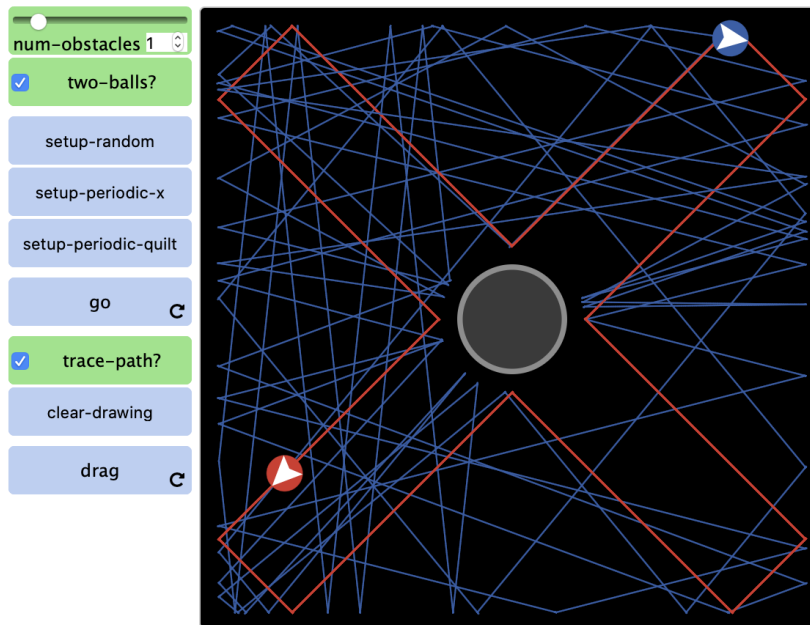 num-obstacles 1
two-balls?
setup-random
setup-periodic-x
setup-periodic-quilt
go
trace-path?
clear-drawing
drag